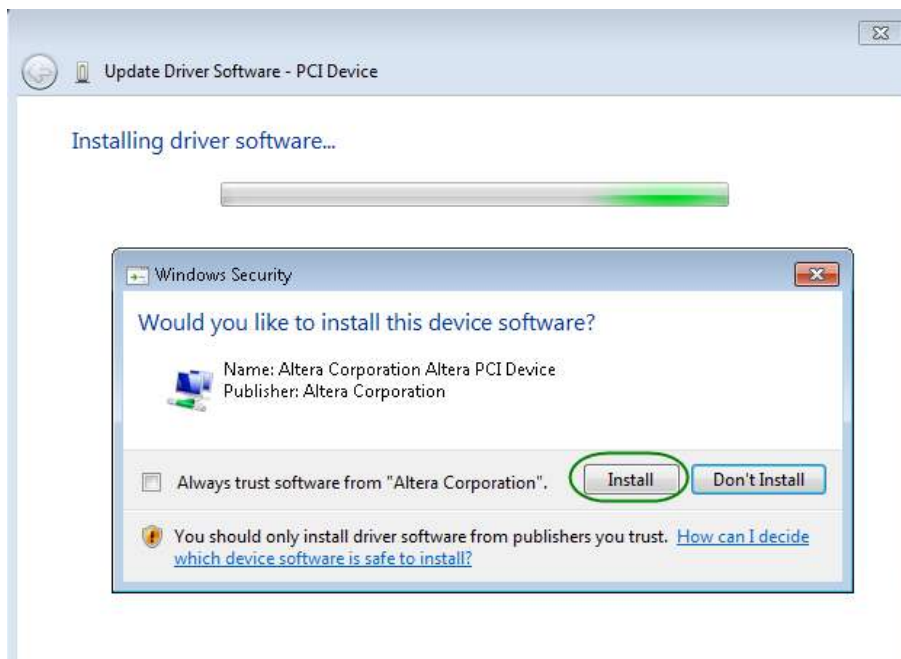 Update Driver Software - PCI Device
Installing driver software...
Windows Security
Would you like to install this device software?
Name: Altera Corporation Altera PCI Device
Publisher: Altera Corporation
Always trust software from "Altera Corporation".
Install
Don't Install
You should only install driver software from publishers you trust. How can I decide
which device software is safe to install?